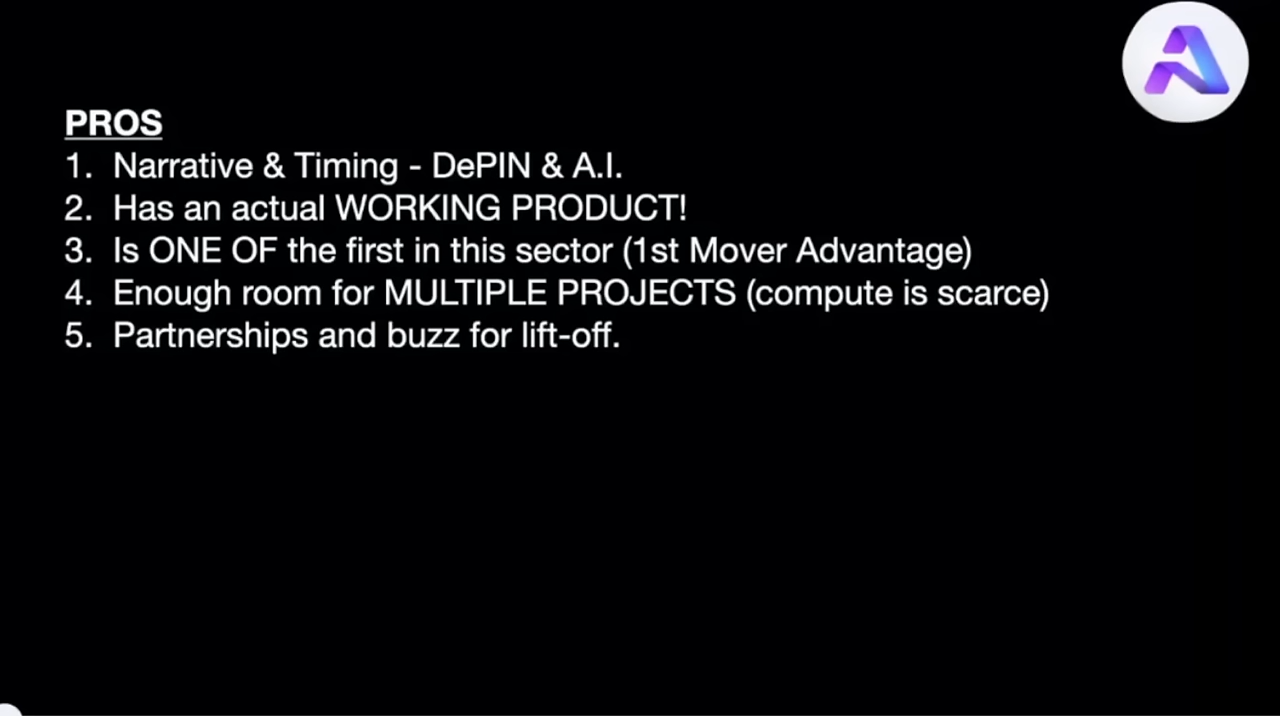 PROS
1. Narrative & Timing - DePIN & A.I.
2. Has an actual WORKING PRODUCT!
3. Is ONE OF the first in this sector (1st Mover Advantage)
4. Enough room for MULTIPLE PROJECTS (compute is scarce)
5. Partnerships and buzz for lift-off.